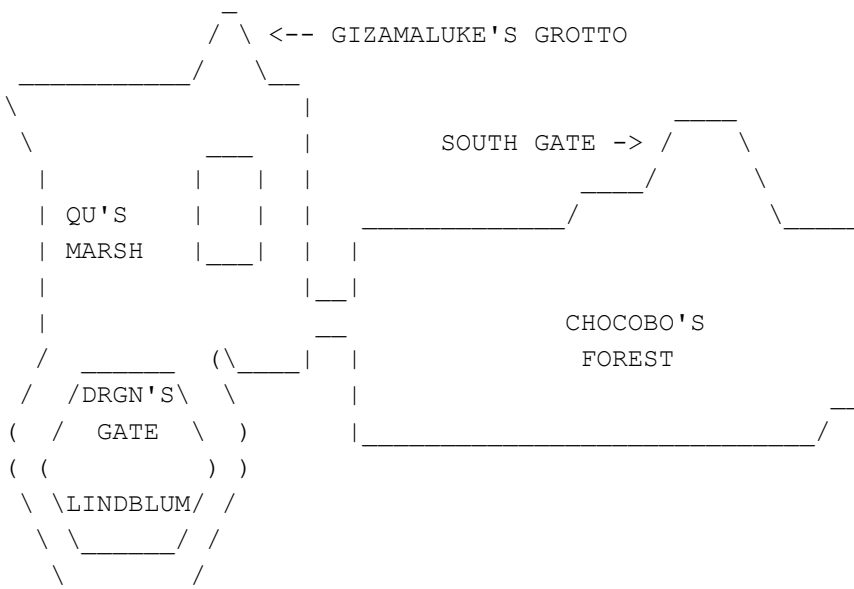 <-- GIZAMALUKE'S GROTTO
SOUTH GATE ->
QU'S
MARSH
CHOCOBO'S
FOREST
DRGN'S
GATE
LINDBLUM